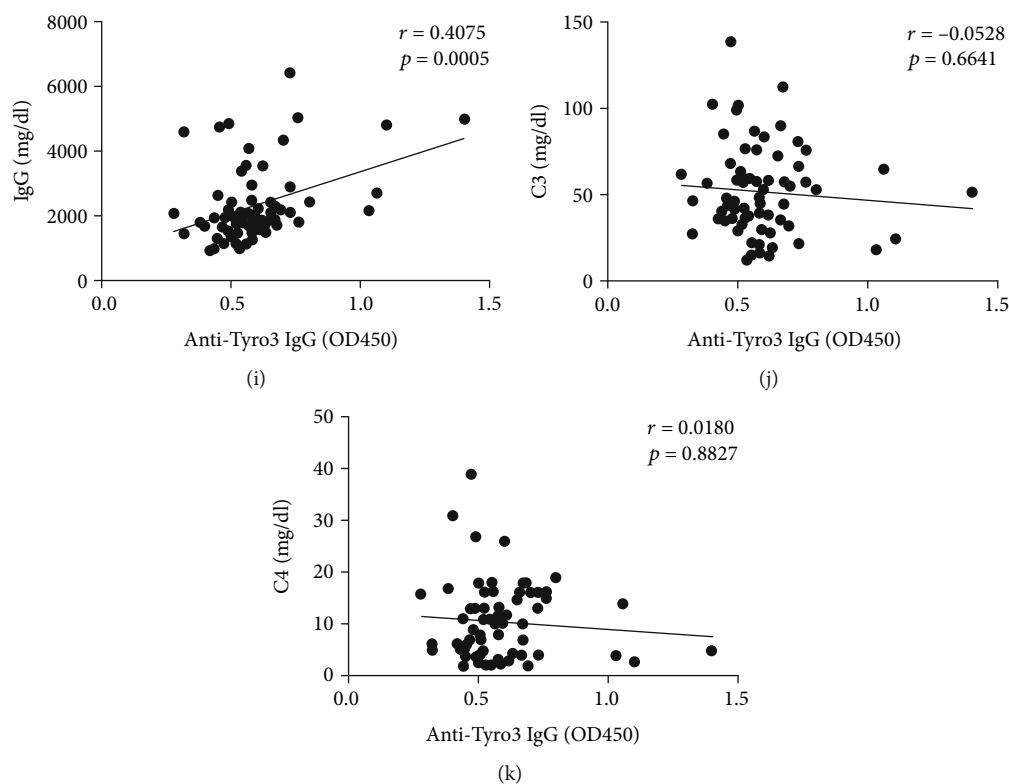 8000
6000
4000
2000
0
IgG (mg/dl)
r = 0.4075
p = 0.0005
0.0 0.5 1.0 1.5
Anti-Tyro3 IgG (OD450)
(i)
150
100
50
0
C3 (mg/dl)
r = –0.0528
p = 0.6641
0.0 0.5 1.0 1.5
Anti-Tyro3 IgG (OD450)
(j)
50
40
30
20
10
0
C4 (mg/dl)
r = 0.0180
p = 0.8827
0.0 0.5 1.0 1.5
Anti-Tyro3 IgG (OD450)
(k)